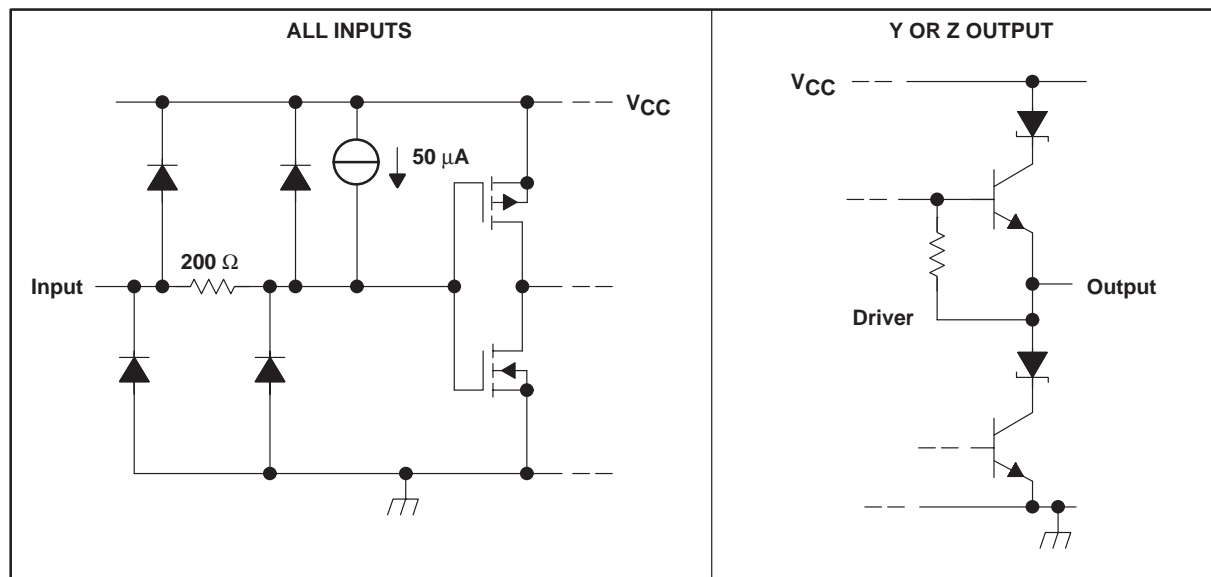 ALL INPUTS
VCC
50 μA
200 Ω
Input
Y OR Z OUTPUT
VCC
Output
Driver